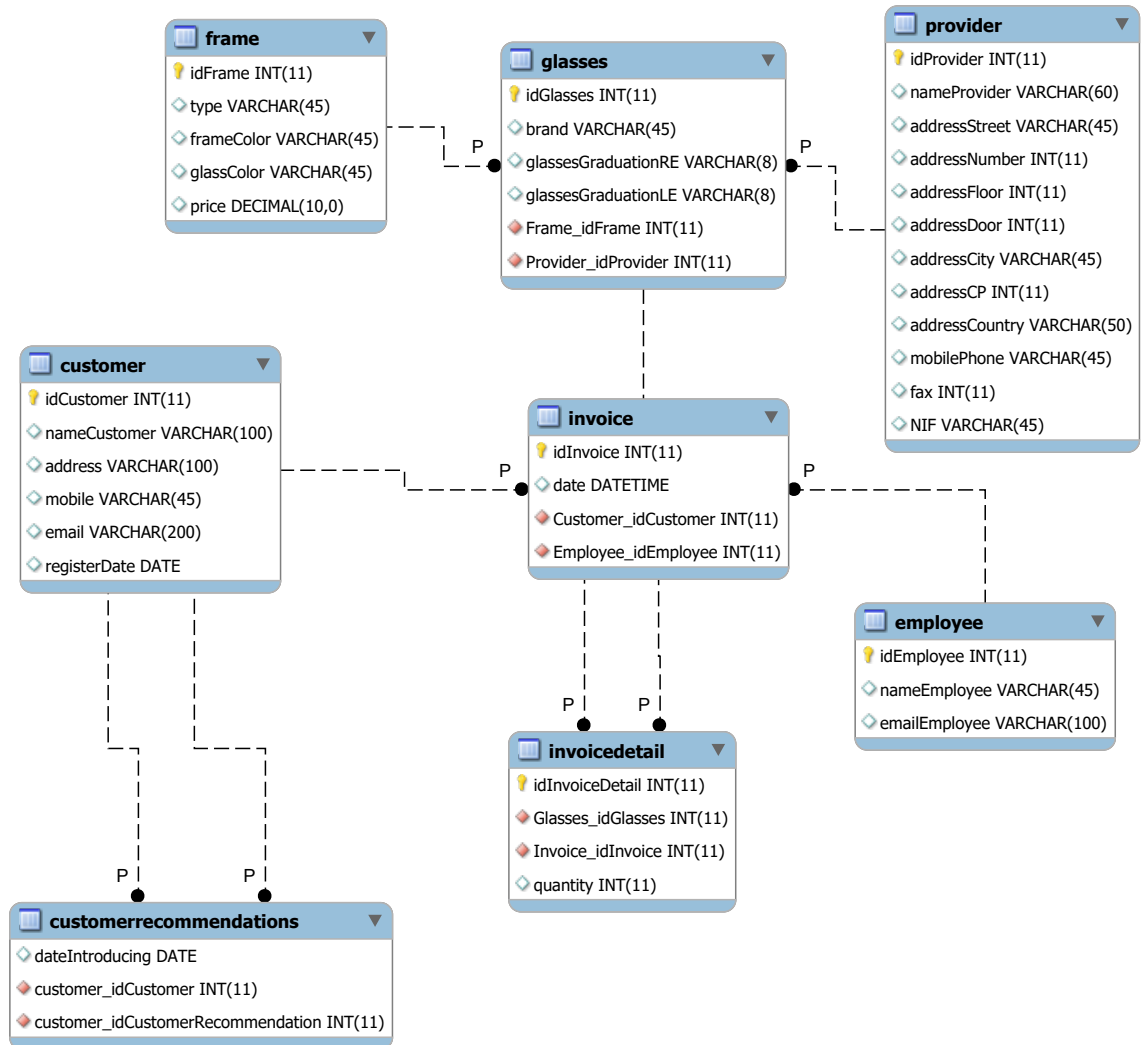 frame
idFrame INT(11)
type VARCHAR(45)
frameColor VARCHAR(45)
glassColor VARCHAR(45)
price DECIMAL(10,0)
glasses
idGlasses INT(11)
brand VARCHAR(45)
glassesGraduationRE VARCHAR(8)
glassesGraduationLE VARCHAR(8)
Frame_idFrame INT(11)
Provider_idProvider INT(11)
provider
idProvider INT(11)
nameProvider VARCHAR(60)
addressStreet VARCHAR(45)
addressNumber INT(11)
addressFloor INT(11)
addressDoor INT(11)
addressCity VARCHAR(45)
addressCP INT(11)
addressCountry VARCHAR(50)
mobilePhone VARCHAR(45)
fax INT(11)
NIF VARCHAR(45)
P
P
customer
idCustomer INT(11)
nameCustomer VARCHAR(100)
address VARCHAR(100)
mobile VARCHAR(45)
email VARCHAR(200)
registerDate DATE
P
P
invoice
idInvoice INT(11)
date DATETIME
Customer_idCustomer INT(11)
Employee_idEmployee INT(11)
employee
idEmployee INT(11)
nameEmployee VARCHAR(45)
emailEmployee VARCHAR(100)
P
P
invoicedetail
idInvoiceDetail INT(11)
Glasses_idGlasses INT(11)
Invoice_idInvoice INT(11)
quantity INT(11)
P
P
customerrecommendations
dateIntroducing DATE
customer_idCustomer INT(11)
customer_idCustomerRecommendation INT(11)